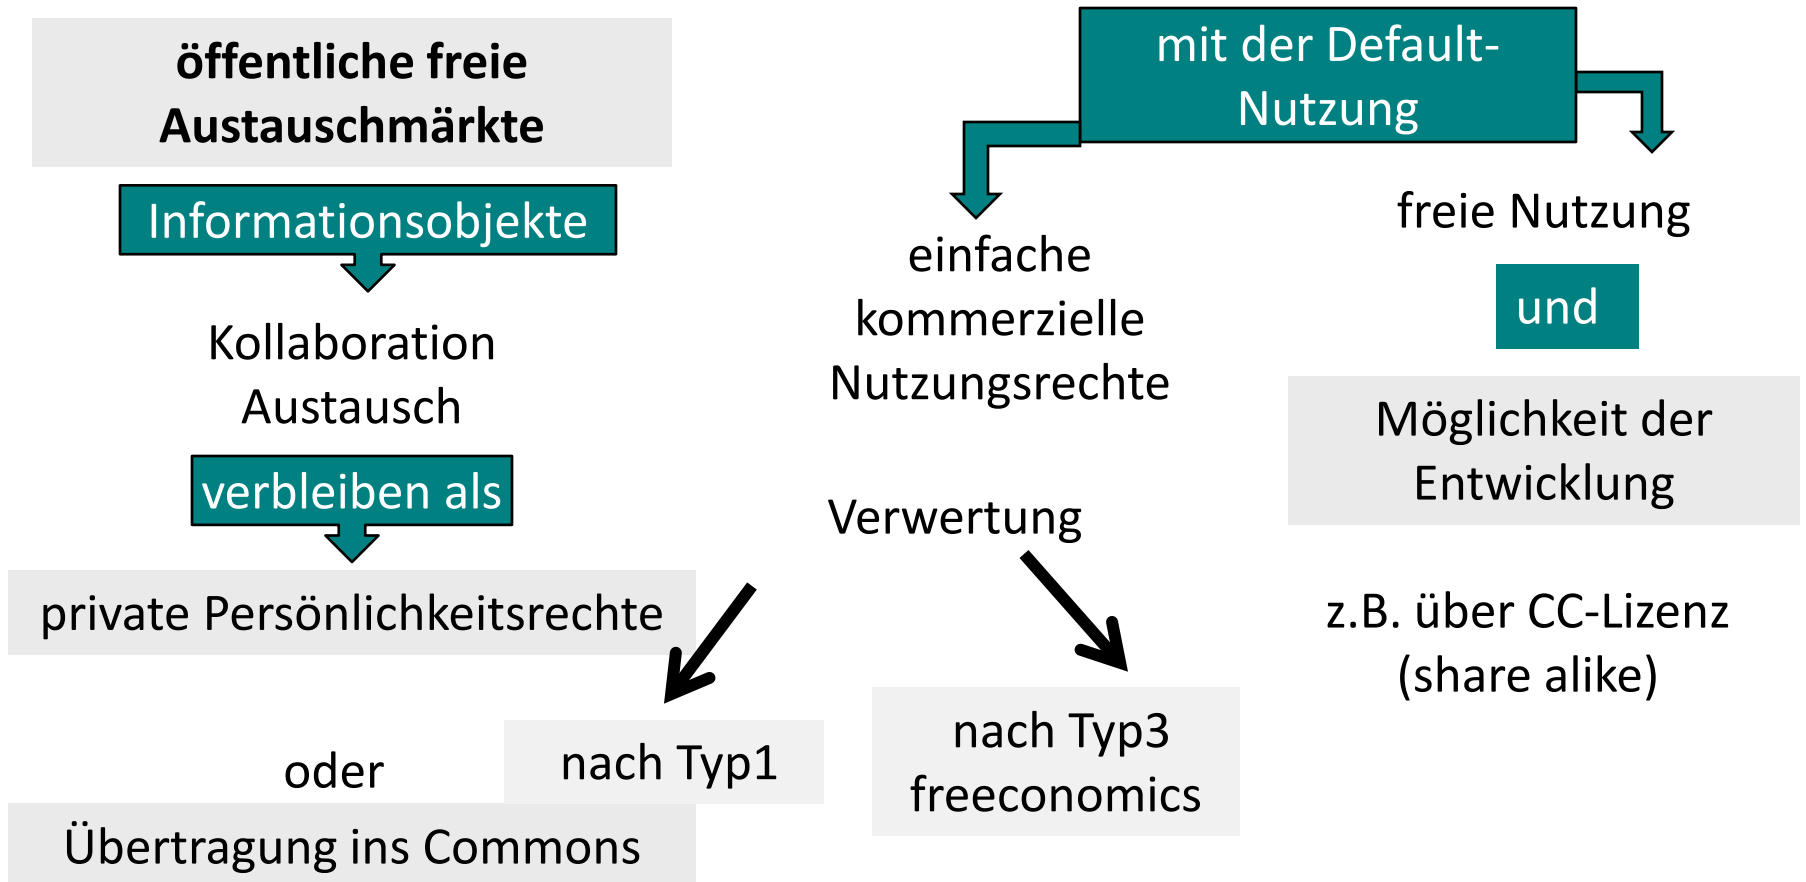 öffentliche freie
Austauschmärkte
Informationsobjekte
Kollaboration
Austausch
verbleiben als
private Persönlichkeitsrechte
oder
Übertragung ins Commons
mit der Default-
Nutzung
einfache
kommerzielle
Nutzungsrechte
Verwertung
nach Typ1
nach Typ3
freeconomics
freie Nutzung
und
Möglichkeit der
Entwicklung
z.B. über CC-Lizenz
(share alike)